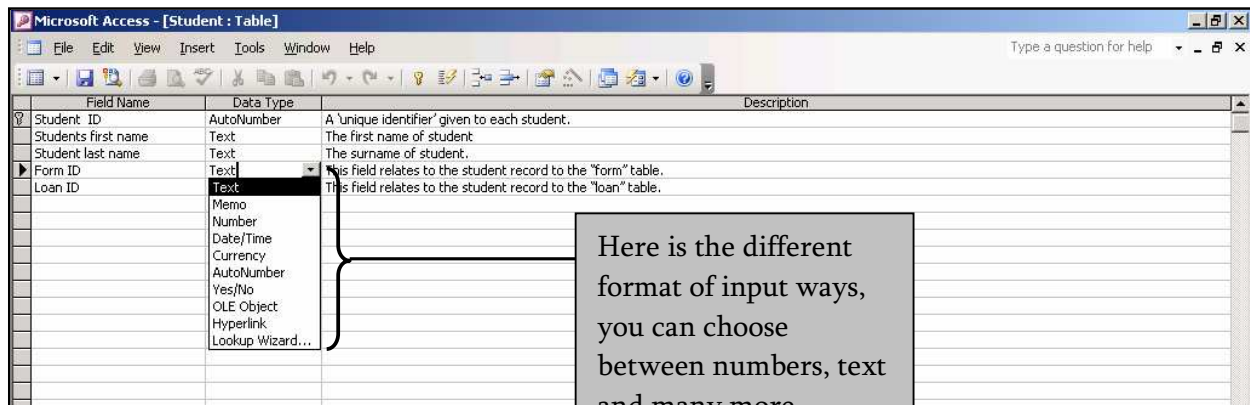 Microsoft Access - [Student : Table]
File Edit View Insert Tools Window Help Type a question for help
Field Name Data Type Description
Student ID AutoNumber A 'unique identifier' given to each student.
Students first name Text The first name of student
Student last name Text The surname of student.
Form ID Text This field relates to the student record to the "form" table.
Loan ID Text This field relates to the student record to the "loan" table.
Memo
Number
Date/Time
Currency
AutoNumber
Yes/No
OLE Object
Hyperlink
Lookup Wizard...
Here is the different
format of input ways,
you can choose
between numbers, text
and many more